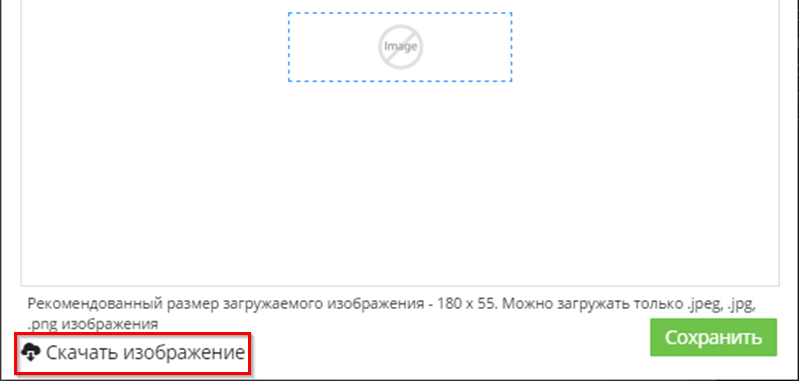 Image
Рекомендованный размер загружаемого изображения - 180 x 55. Можно загружать только .jpeg, .jpg,
.png изображения
Сохранить
Скачать изображение